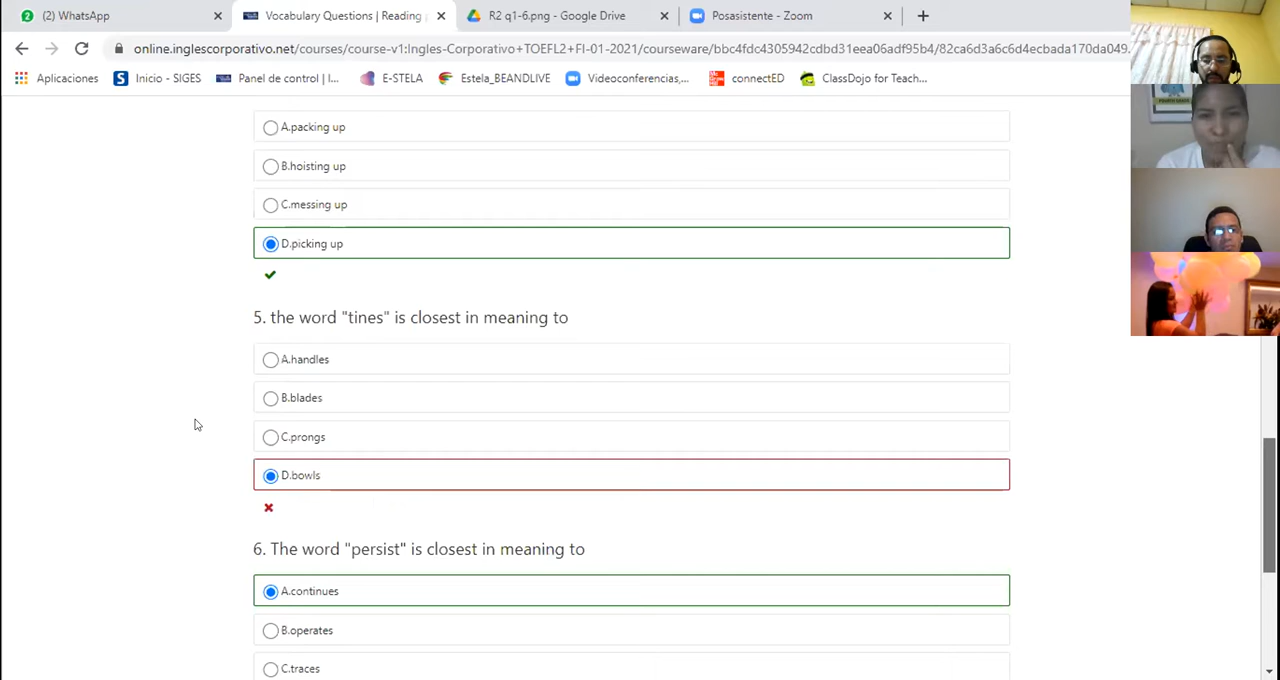 2 (2) WhatsApp
Vocabulary Questions | Reading
R2 q1-6.png - Google Drive
Posasistente - Zoom
online.inglescorporativo.net/courses/course-v1:Ingles-Corporativo+TOEFL2+FI-01-2021/courseware/bbc4fdc4305942cdbd31eea06adf95b4/82ca6d3a6c6d4ecbada170da049...
Aplicaciones
S Inicio - SIGES
Panel de control | I...
E-STELA
Estela_BEANDLIVE
Videoconferencias,...
connectED
ClassDojo for Teach...
A.packing up
B.hoisting up
C.messing up
D.picking up
5. the word "tines" is closest in meaning to
A.handles
B.blades
C.prongs
D.bowls
6. The word "persist" is closest in meaning to
A.continues
B.operates
C.traces